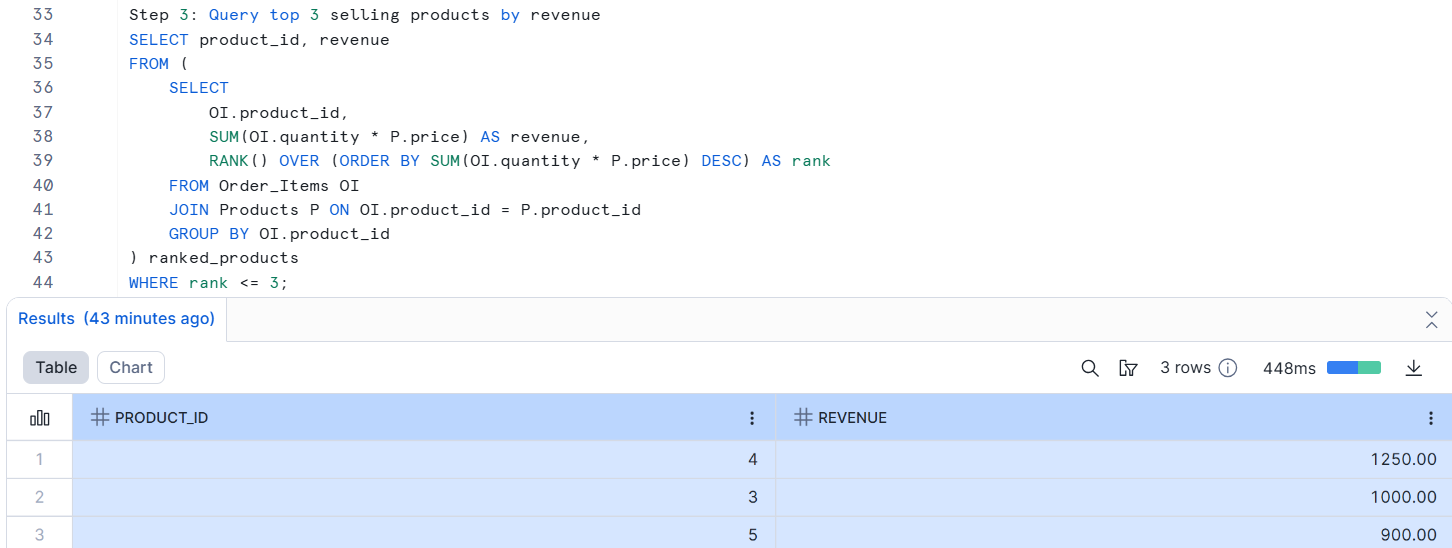 33 Step 3: Query top 3 selling products by revenue
34 SELECT product_id, revenue
35 FROM (
36 SELECT
37 OI.product_id,
38 SUM(OI.quantity * P.price) AS revenue,
39 RANK() OVER (ORDER BY SUM(OI.quantity * P.price) DESC) AS rank
40 FROM Order_Items OI
41 JOIN Products P ON OI.product_id = P.product_id
42 GROUP BY OI.product_id
43 ) ranked_products
44 WHERE rank <= 3;
Results (43 minutes ago)
Table Chart 3 rows 448ms
PRODUCT_ID REVENUE
1 4 1250.00
2 3 1000.00
3 5 900.00